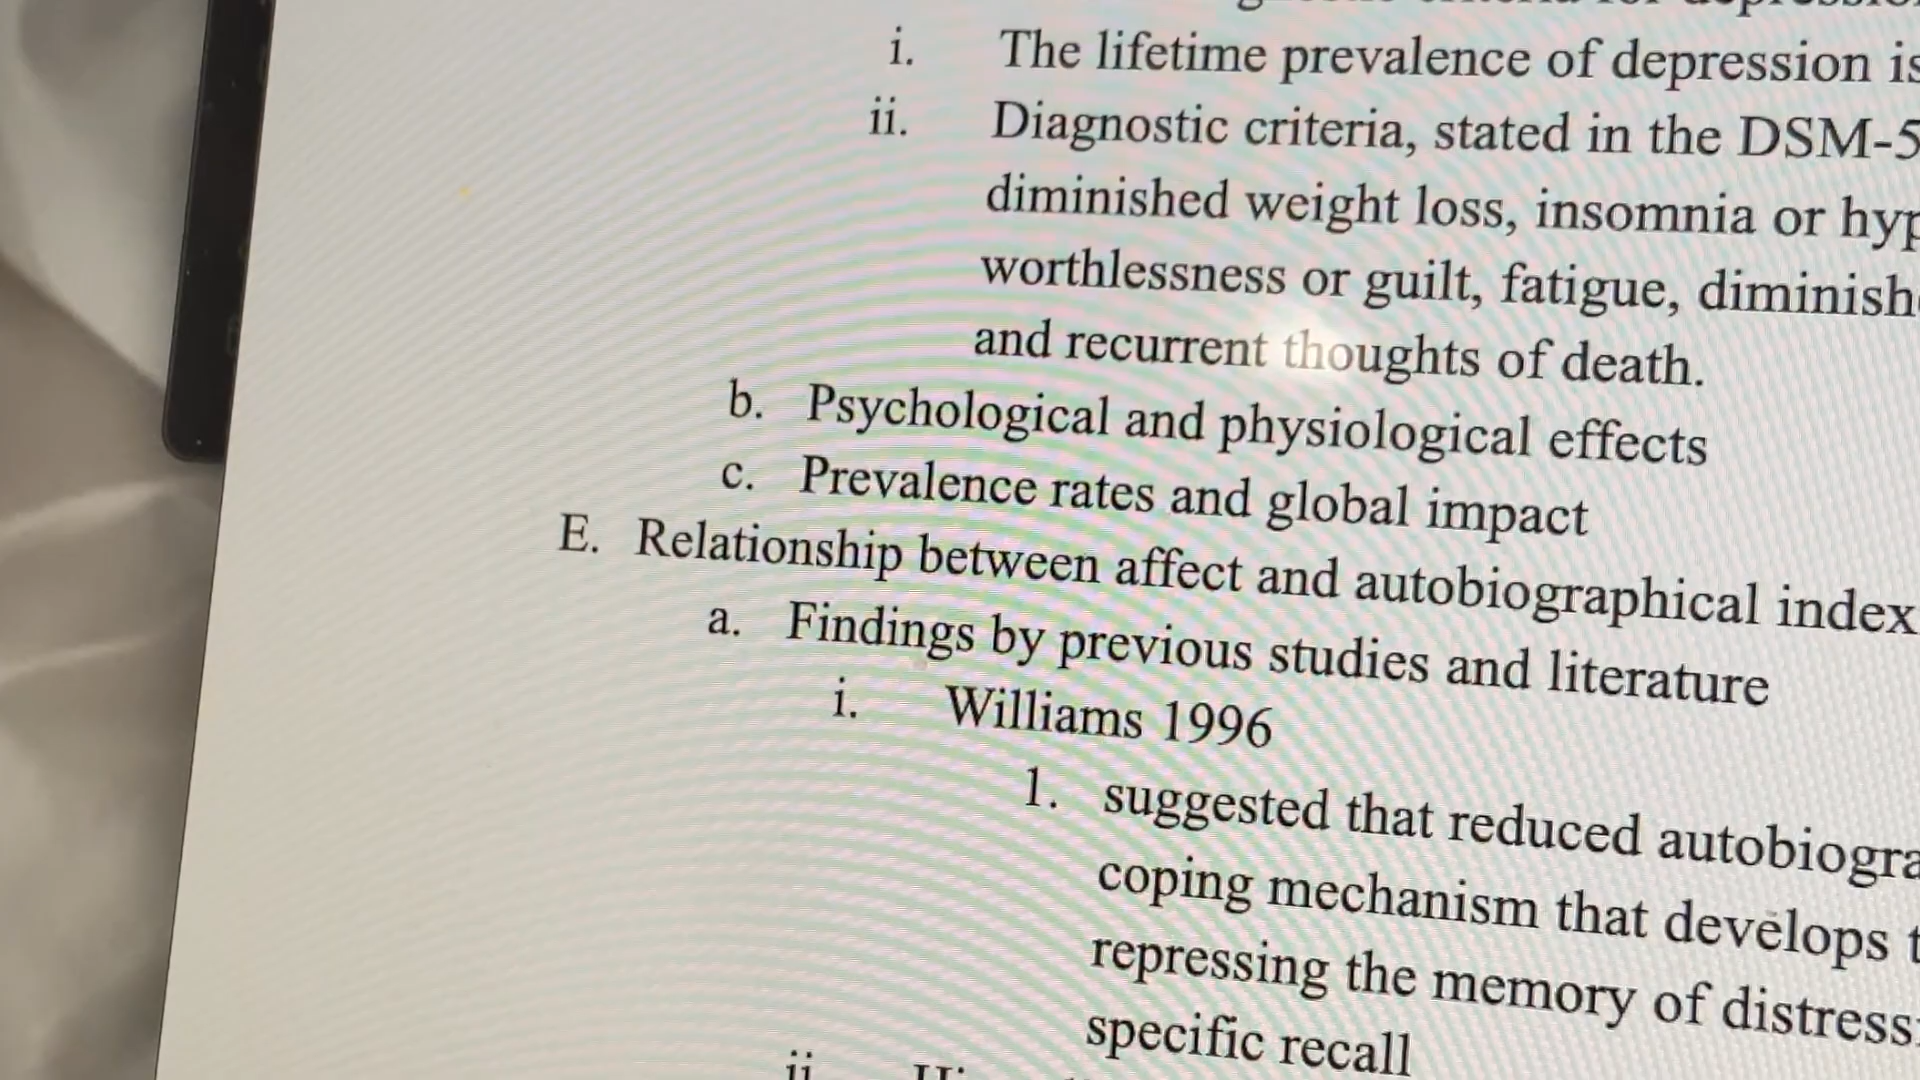 i. The lifetime prevalence of depression is
ii. Diagnostic criteria, stated in the DSM-5
diminished weight loss, insomnia or
worthlessness or guilt, fatigue,
and recurrent thoughts of death.
b. Psychological and physiological effects
c. Prevalence rates and global impact
E. Relationship between affect and autobiographical index
a. Findings by previous studies and literature
i. Williams 1996
1. suggested that reduced
coping mechanism that develops
repressing the memory of
specific recall
ii